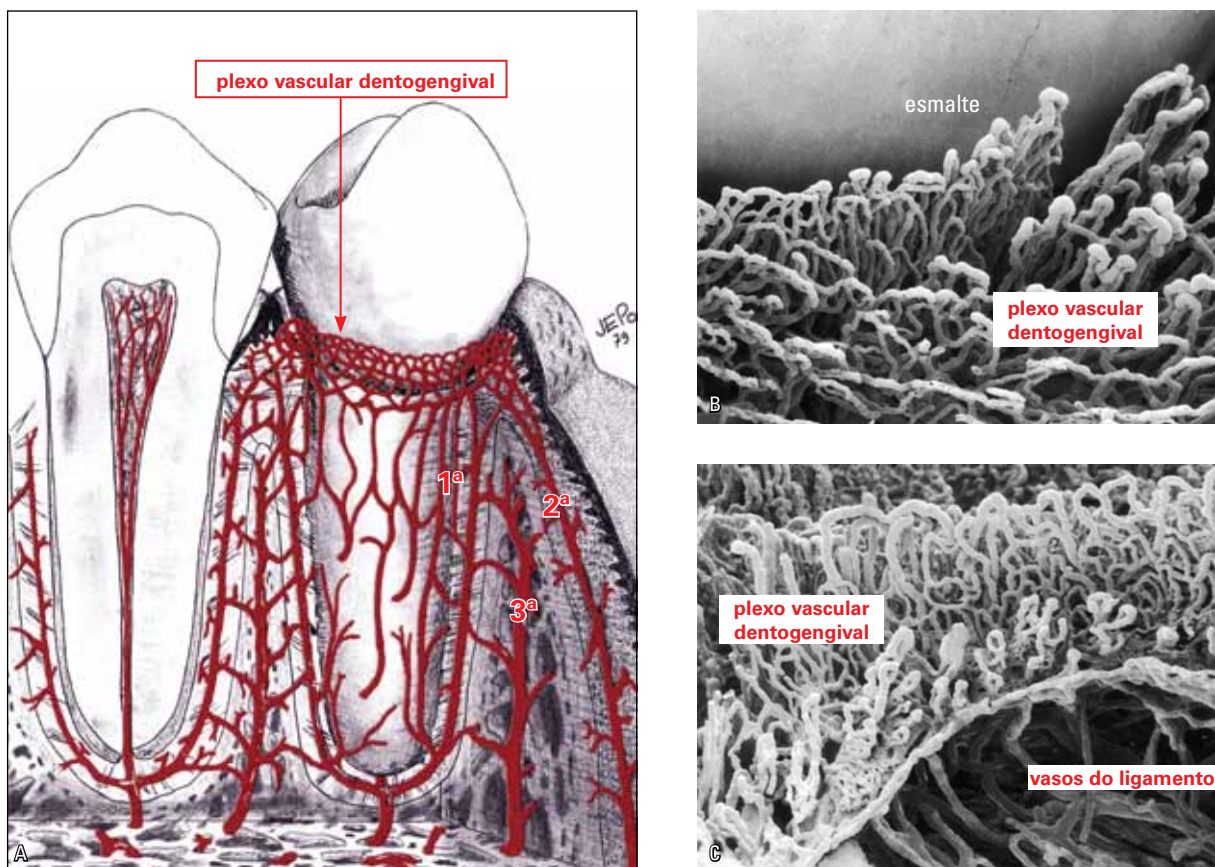 plexo vascular dentogengival
JEPO
79
1ª
2ª
3ª
A
esmalte
plexo vascular
dentogengival
B
plexo vascular
dentogengival
vasos do ligamento
C